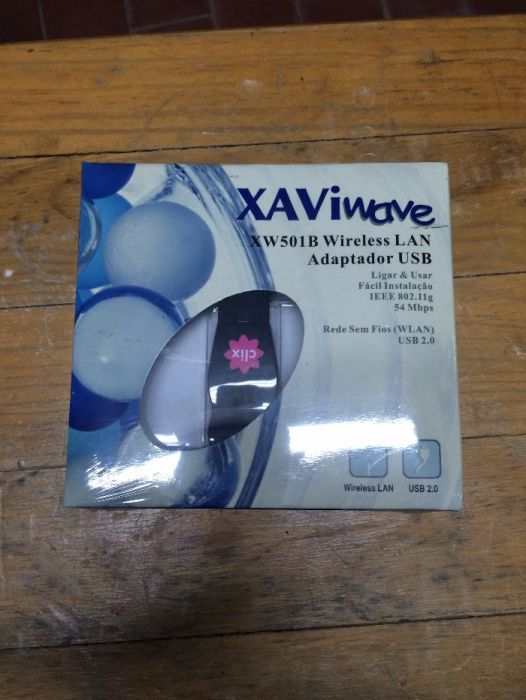 XAViwave
XW501B Wireless LAN
Adaptador USB
Ligar & Usar
Fácil Instalação
IEEE 802.11g
54 Mbps
Rede Sem Fios (WLAN)
USB 2.0
clix
Wireless LAN
USB 2.0